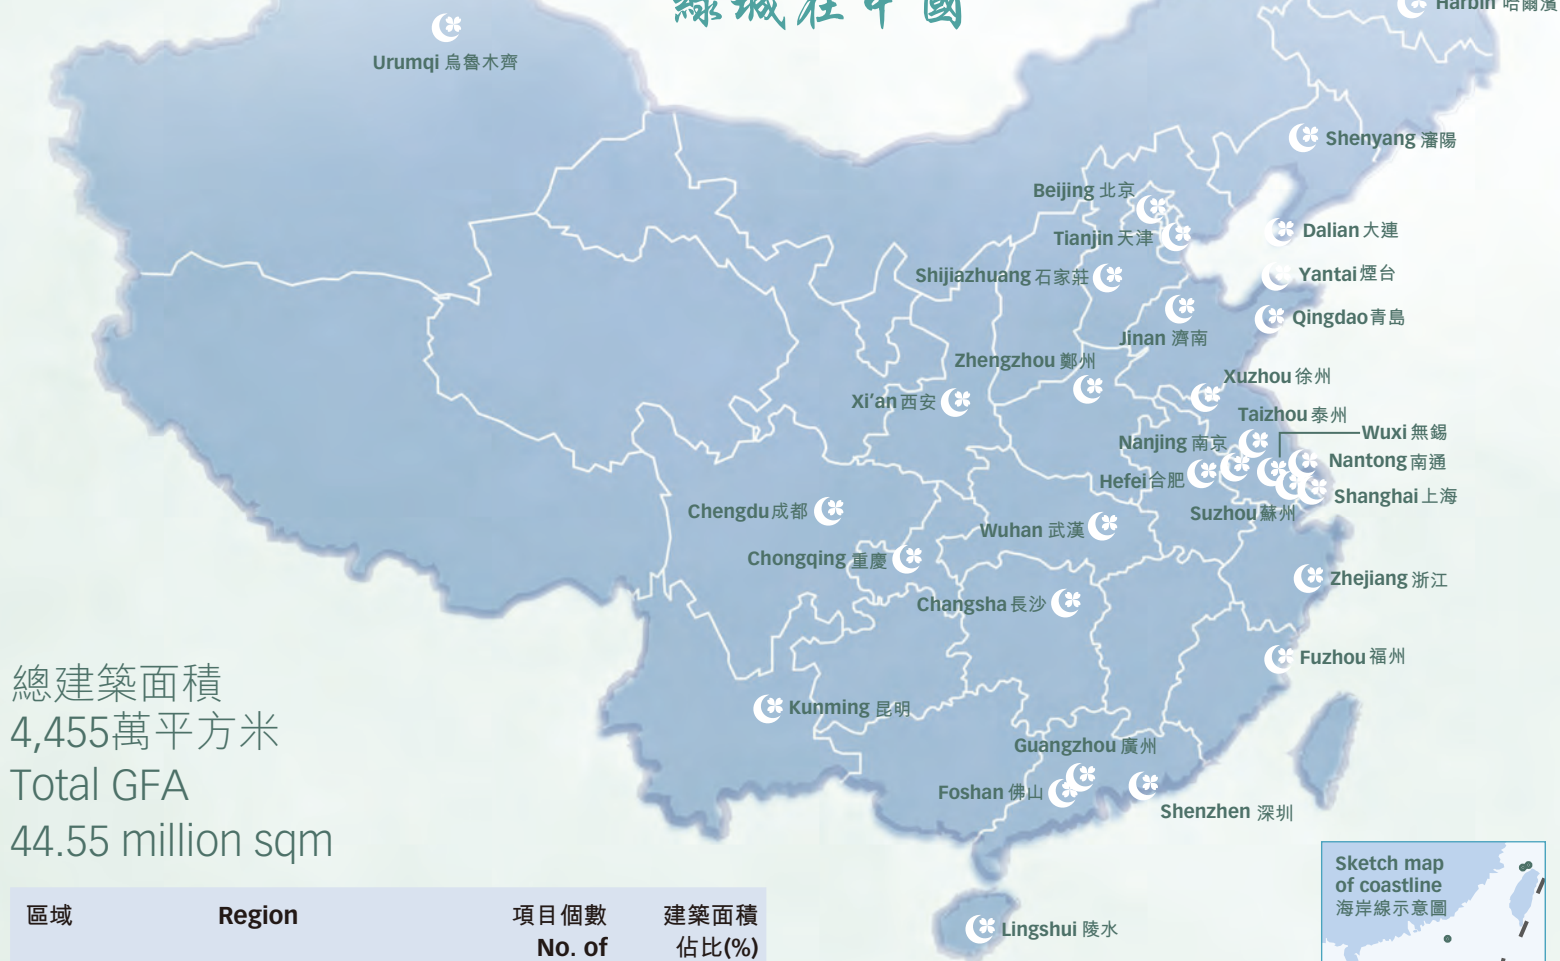 綠城在中國
Harbin 哈爾濱
Urumqi 烏魯木齊
Shenyang 瀋陽
Beijing 北京
Dalian 大連
Tianjin 天津
Yantai 煙台
Shijiazhuang 石家莊
Qingdao 青島
Jinan 濟南
Zhengzhou 鄭州
Xuzhou 徐州
Xi'an 西安
Taizhou 泰州
Wuxi 無錫
Nanjing 南京
Nantong 南通
Hefei 合肥
Shanghai 上海
Chengdu 成都
Suzhou 蘇州
Wuhan 武漢
Chongqing 重慶
Zhejiang 浙江
Changsha 長沙
Fuzhou 福州
Kunming 昆明
Guangzhou 廣州
Foshan 佛山
Shenzhen 深圳
Lingshui 陵水
總建築面積
4,455萬平方米
Total GFA
44.55 million sqm
Sketch map
of coastline
海岸線示意圖
區域 Region 項目個數 建築面積
No. of 佔比(%)